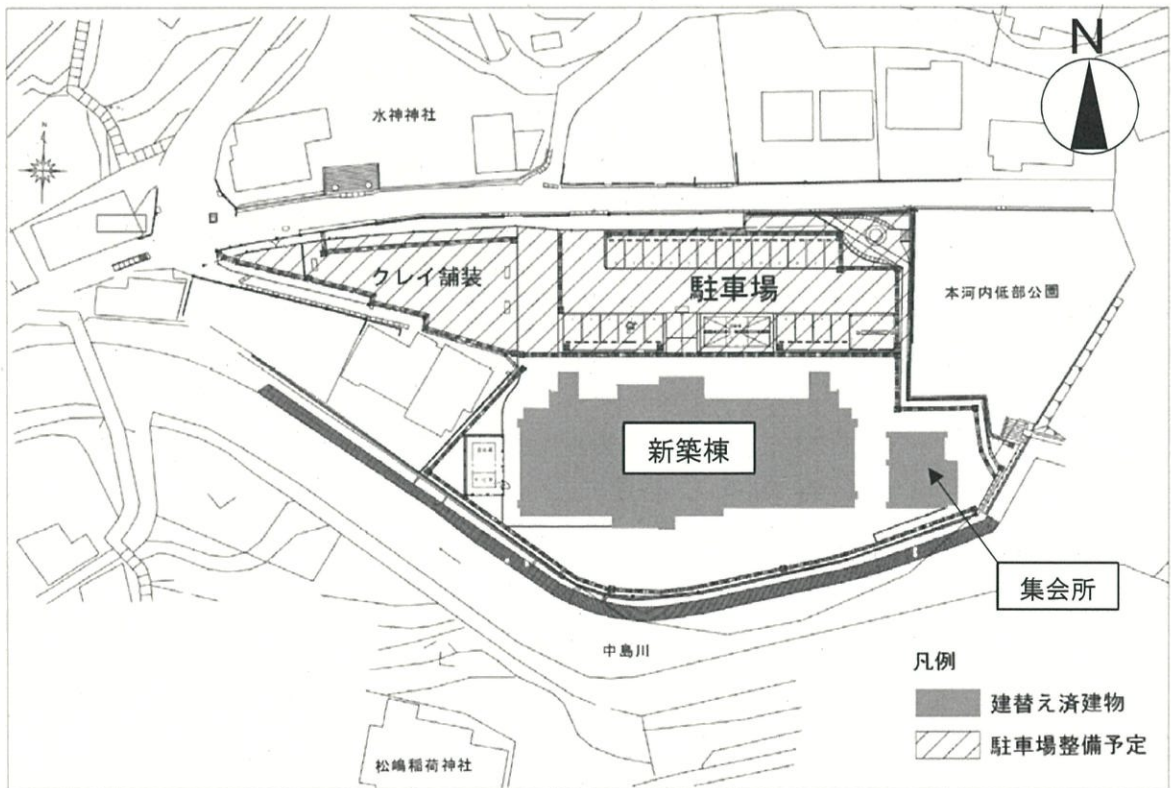 N
水神神社
N
クレイ舗装
駐車場
本河内低部公園
新築棟
集会所
中島川
凡例
建替え済建物
駐車場整備予定
松嶋稲荷神社